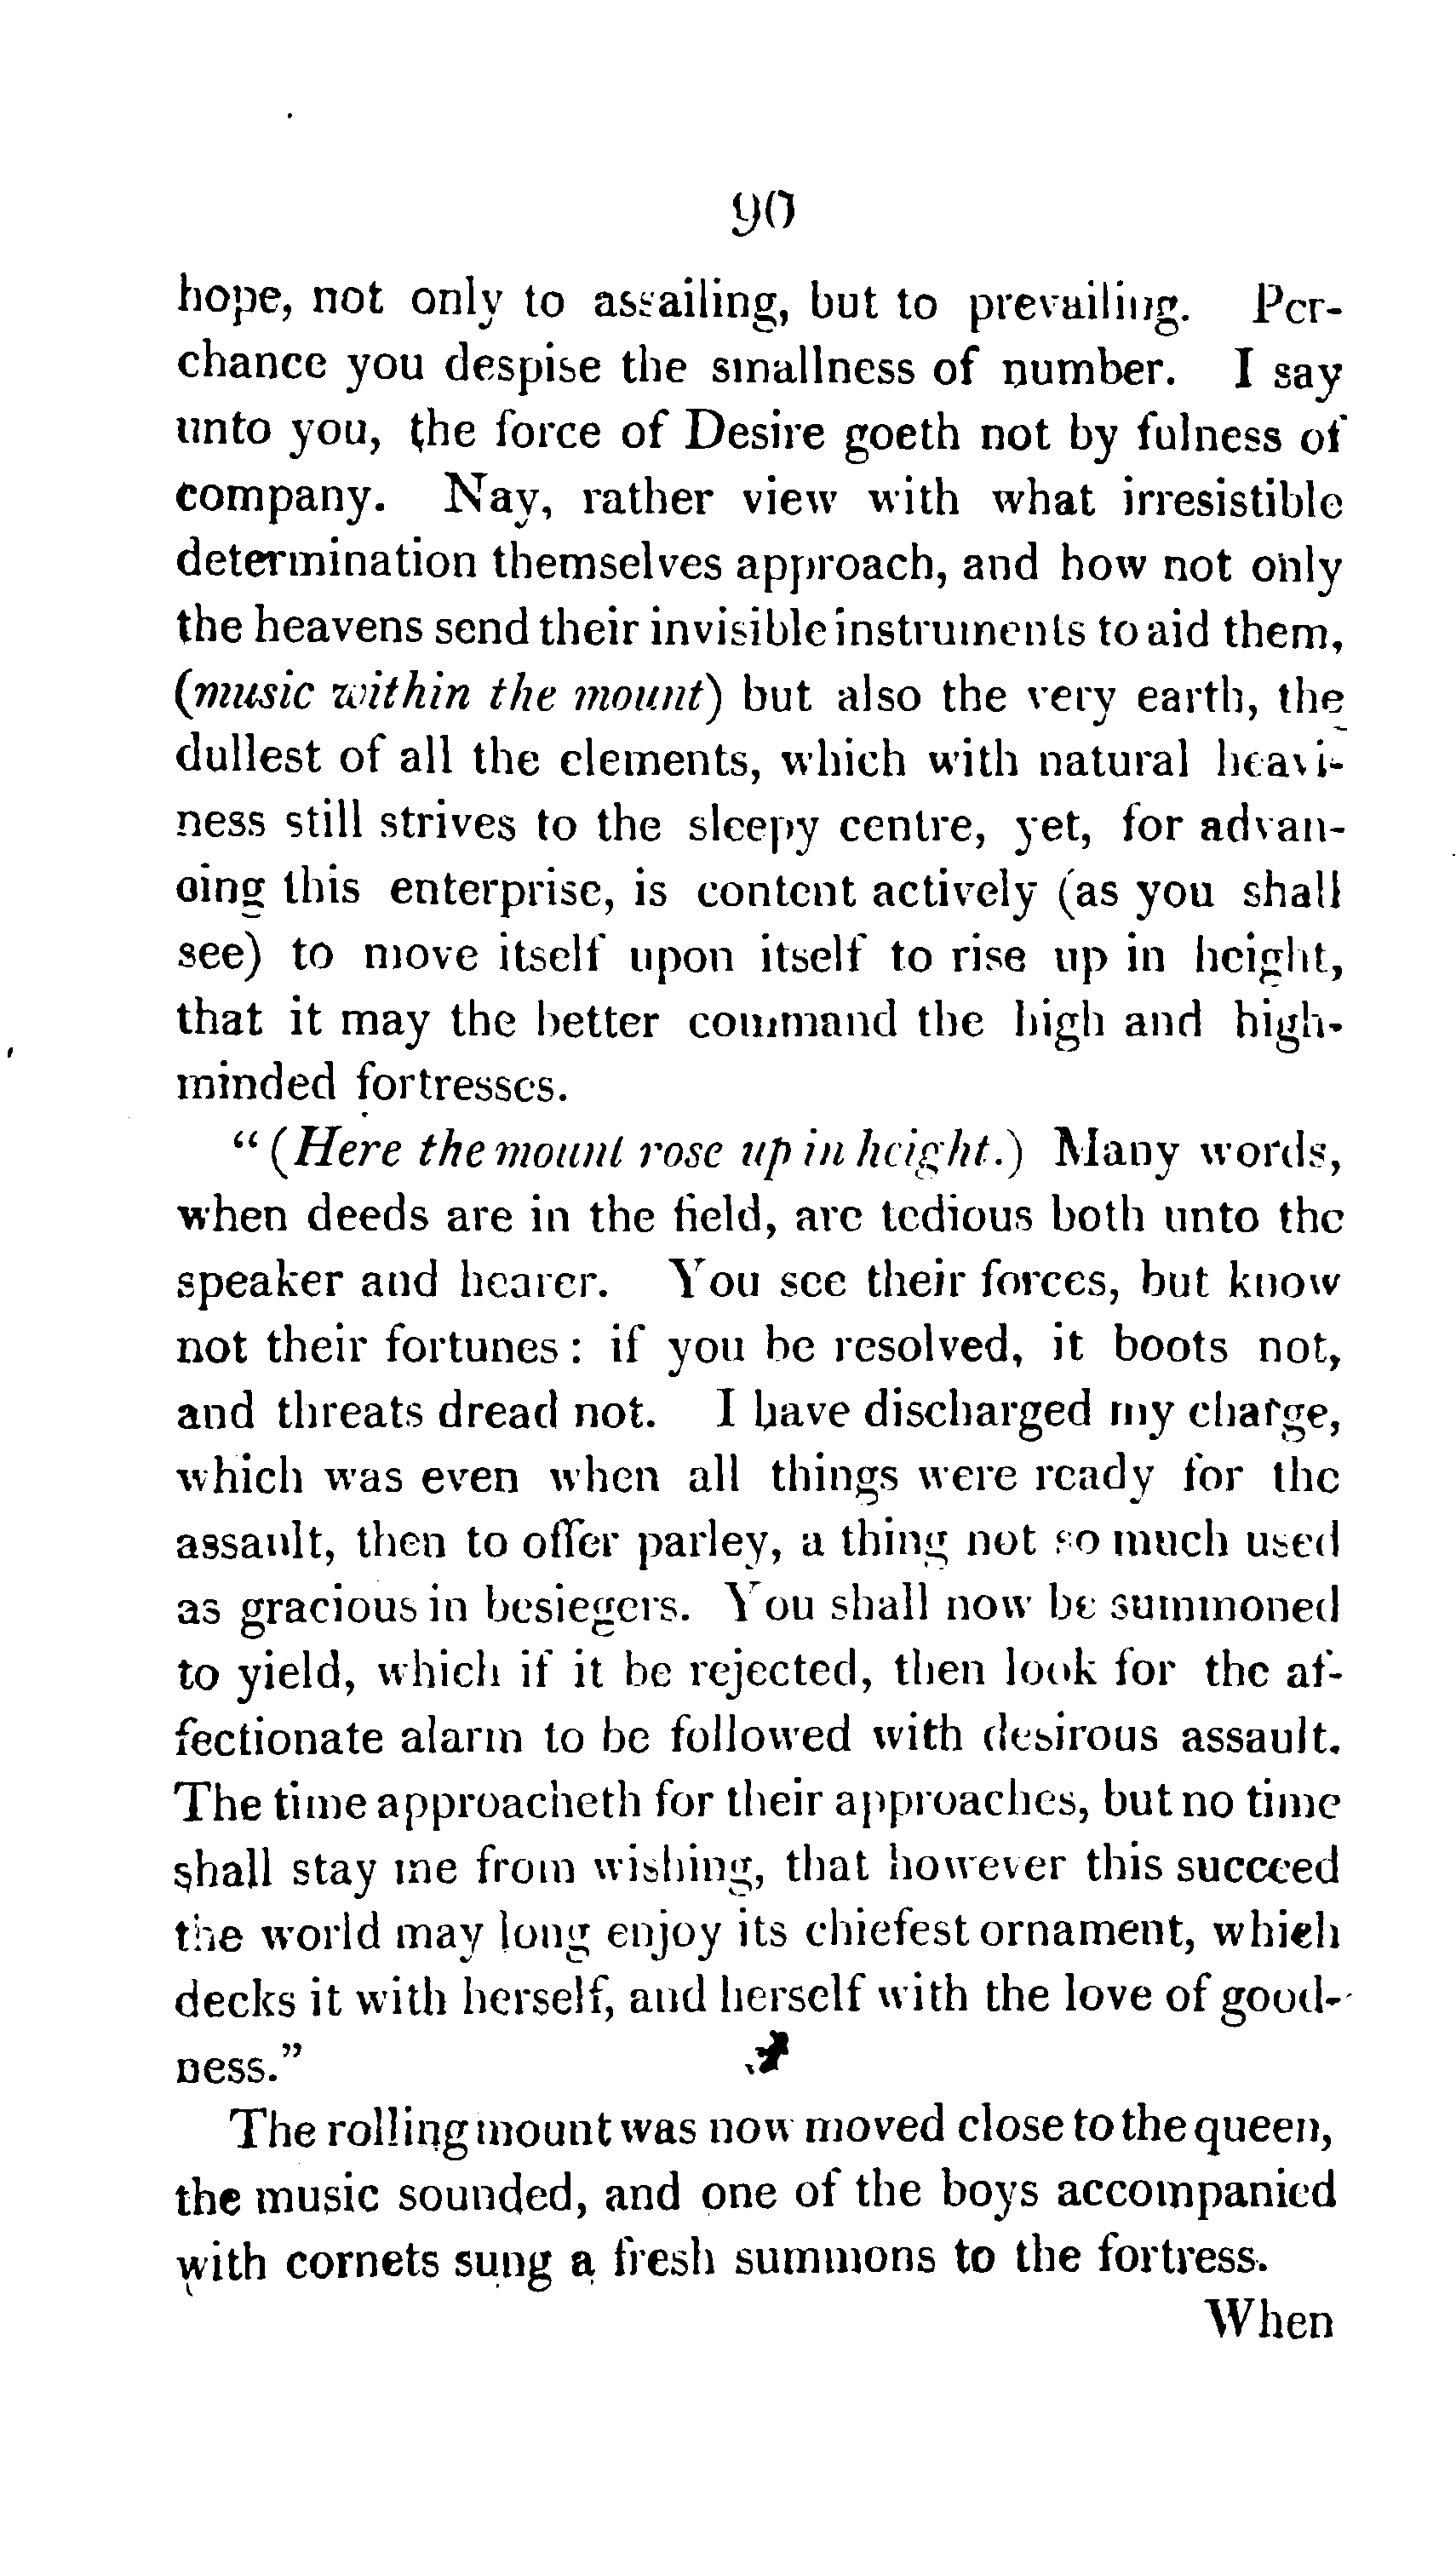 90
hope, not only to assailing, but to prevailing. Per-
chance you despise the smallness of number. I say
unto you, the force of Desire goeth not by fulness of
company. Nay, rather view with what irresistible
determination themselves approach, and how not only
the heavens send their invisible instruments to aid them,
(music within the mount) but also the very earth, the
dullest of all the elements, which with natural heavi-
ness still strives to the sleepy centre, yet, for advan-
cing this enterprise, is content actively (as you shall
see) to move itself upon itself to rise up in height,
that it may the better command the high and high-
minded fortresses.
“(Here the mount rose up in height.) Many words,
when deeds are in the field, are tedious both unto the
speaker and hearer. You see their forces, but know
not their fortunes: if you be resolved, it boots not,
and threats dread not. I have discharged my charge,
which was even when all things were ready for the
assault, then to offer parley, a thing not so much used
as gracious in besiegers. You shall now be summoned
to yield, which if it be rejected, then look for the af-
fectionate alarm to be followed with desirous assault.
The time approacheth for their approaches, but no time
shall stay me from wishing, that however this succeed
the world may long enjoy its chiefest ornament, which
decks it with herself, and herself with the love of good-
ness.”
The rolling mount was now moved close to the queen,
the music sounded, and one of the boys accompanied
with cornets sung a fresh summons to the fortress.
When